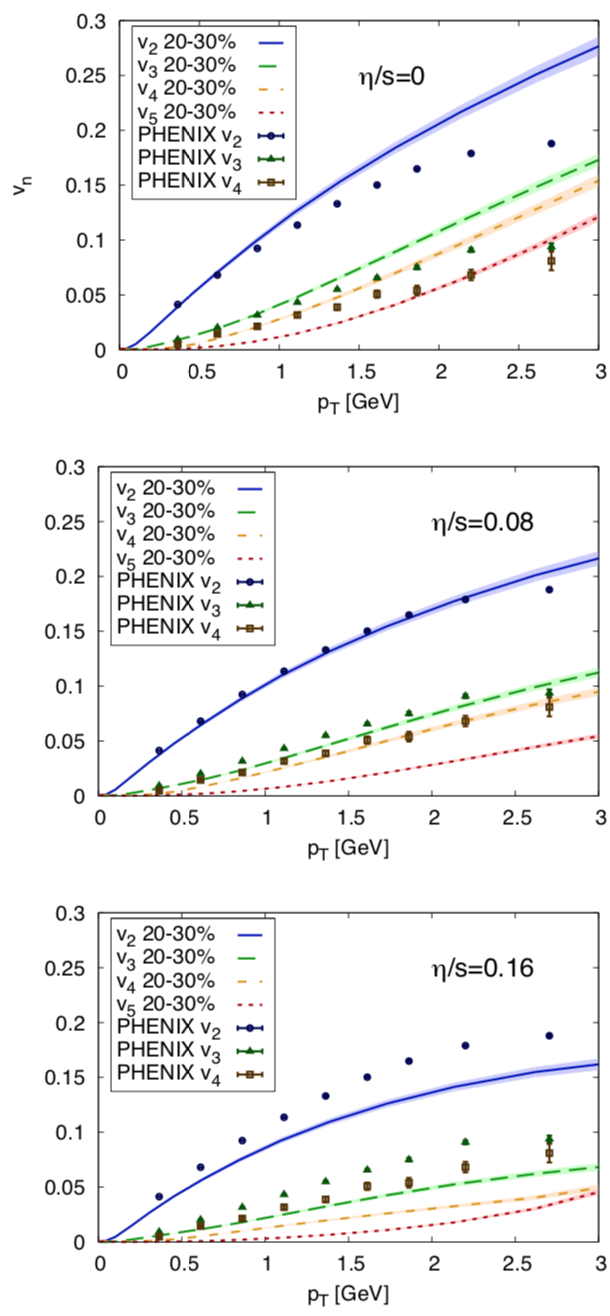 0.3
v2 20-30%
v3 20-30%
v4 20-30%
v5 20-30%
PHENIX v2
PHENIX v3
PHENIX v4
η/s=0
0.25
0.2
0.15
0.1
0.05
0
vn
0 0.5 1 1.5 2 2.5 3
pT [GeV]
0.3
v2 20-30%
v3 20-30%
v4 20-30%
v5 20-30%
PHENIX v2
PHENIX v3
PHENIX v4
η/s=0.08
0.25
0.2
0.15
0.1
0.05
0
0 0.5 1 1.5 2 2.5 3
pT [GeV]
0.3
v2 20-30%
v3 20-30%
v4 20-30%
v5 20-30%
PHENIX v2
PHENIX v3
PHENIX v4
η/s=0.16
0.25
0.2
0.15
0.1
0.05
0
0 0.5 1 1.5 2 2.5 3
pT [GeV]